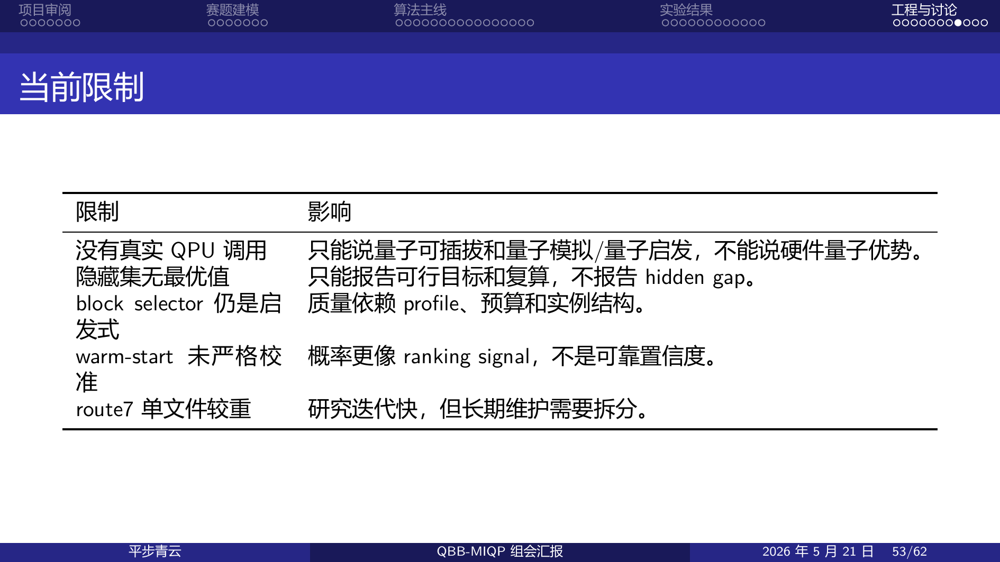 项目审阅 赛题建模 算法主线 实验结果 工程与讨论
当前限制
限制 影响
没有真实 QPU 调用 只能说量子可插拔和量子模拟/量子启发，不能说硬件量子优势。
隐藏集无最优值 只能报告可行目标和复算，不报告 hidden gap。
block selector 仍是启 质量依赖 profile、预算和实例结构。
发式
warm-start 未严格校 概率更像 ranking signal，不是可靠置信度。
准
route7 单文件较重 研究迭代快，但长期维护需要拆分。
平步青云 QBB-MIQP 组会汇报 2026 年 5 月 21 日 53/62